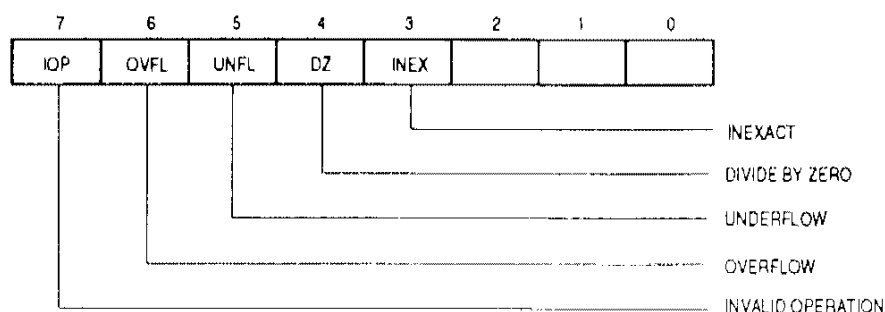 7 6 5 4 3 2 1 0
IOP OVFL UNFL DZ INEX
INEXACT
DIVIDE BY ZERO
UNDERFLOW
OVERFLOW
INVALID OPERATION